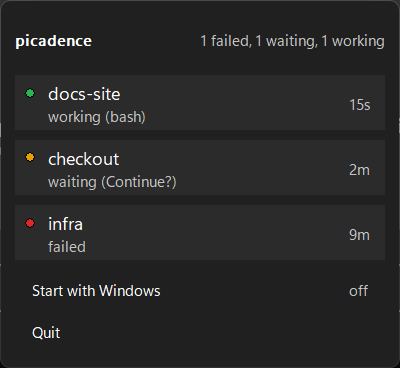 picadence 1 failed, 1 waiting, 1 working
docs-site
working (bash) 15s
checkout
waiting (Continue?) 2m
infra
failed 9m
Start with Windows off
Quit